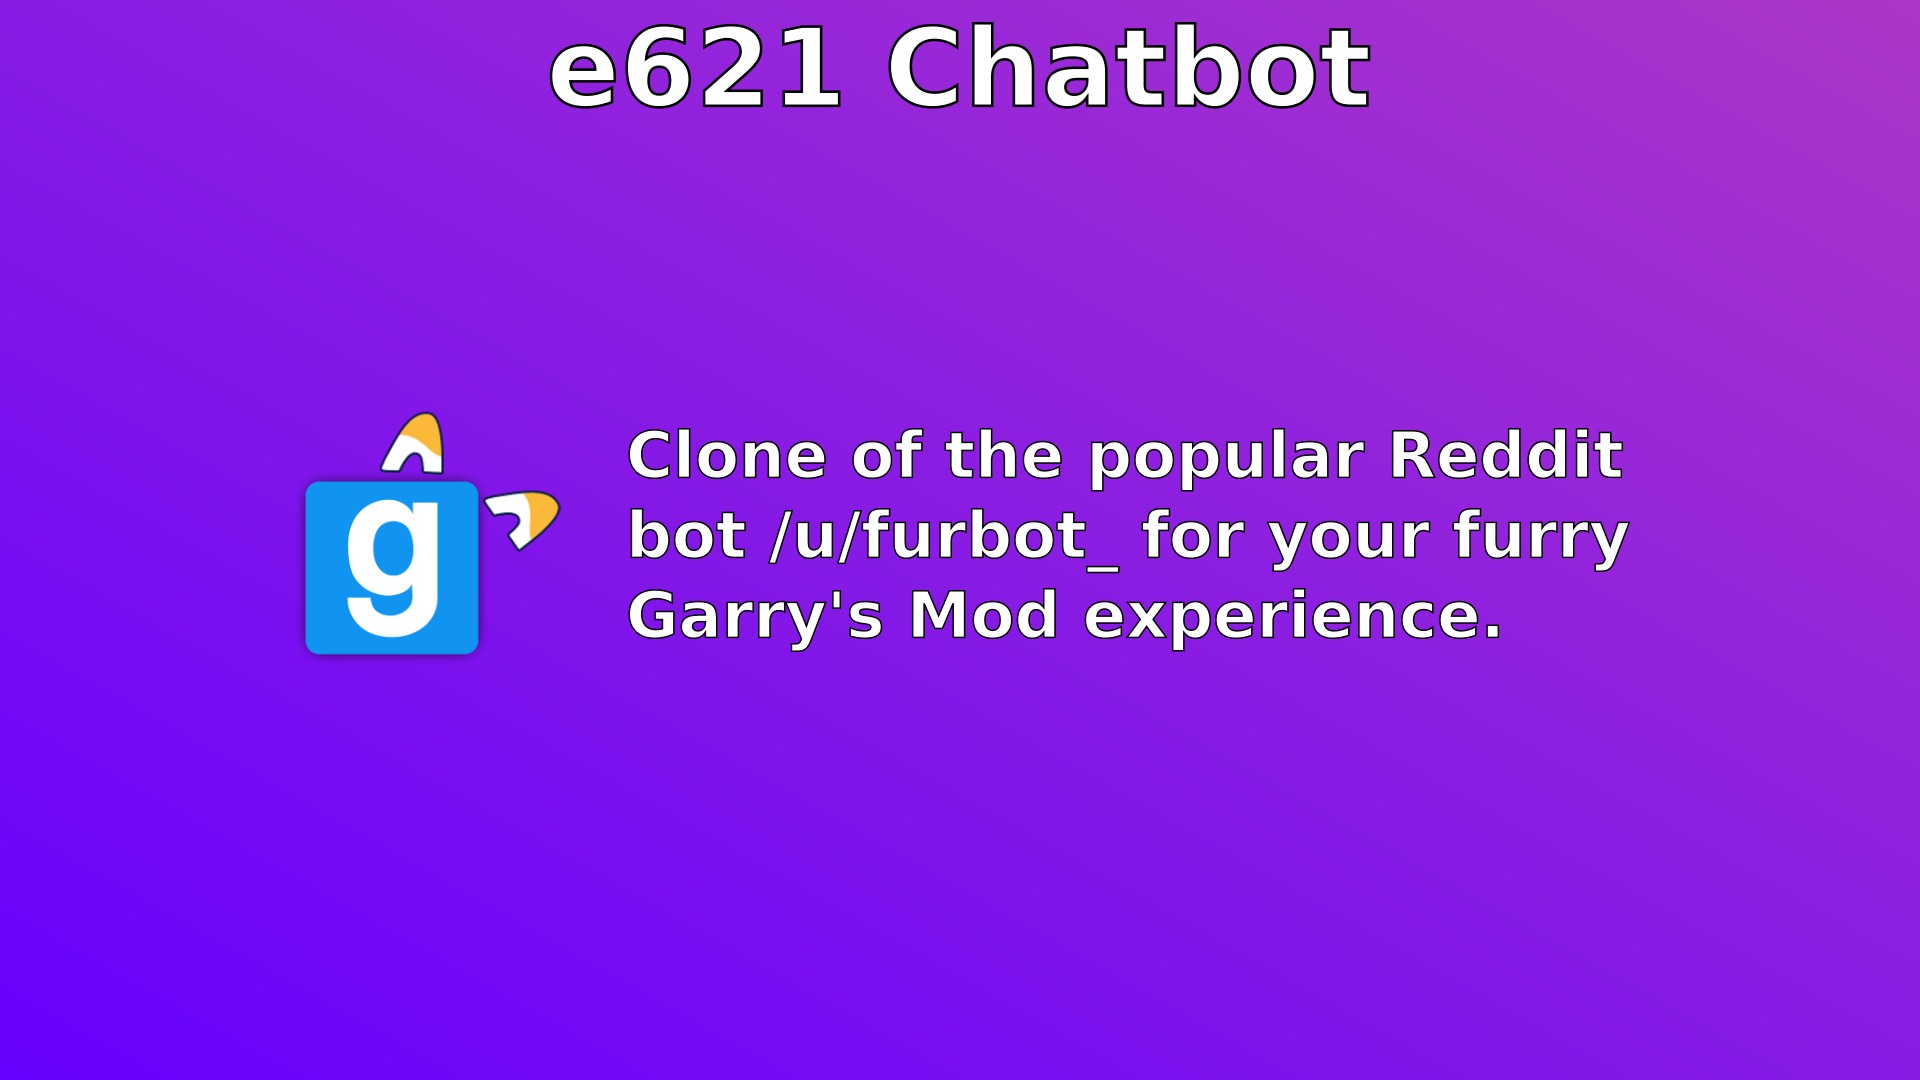 e621 Chatbot
g
Clone of the popular Reddit
bot /u/furbot_ for your furry
Garry's Mod experience.